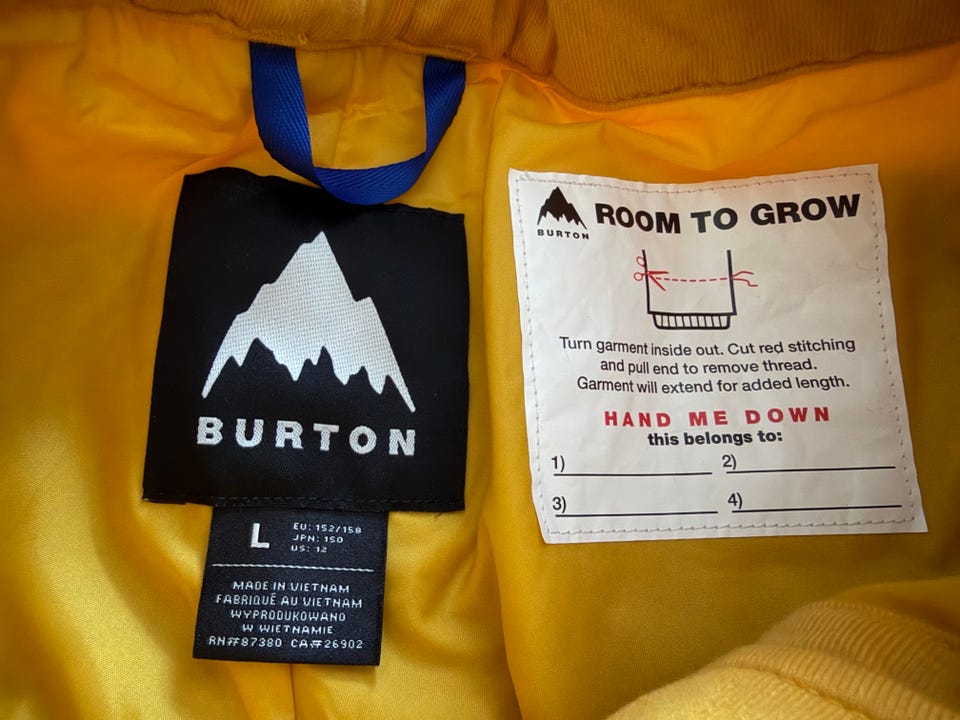 BURTON
L
EU: 152/158
JPN: 150
US: 12
MADE IN VIETNAM
FABRIQUÉ AU VIETNAM
WYPRODUKOWANO
W WIETNAMIE
RN#87380 CA#26902
BURTON
ROOM TO GROW
Turn garment inside out. Cut red stitching
and pull end to remove thread.
Garment will extend for added length.
HAND ME DOWN
this belongs to:
1) 2)
3) 4)